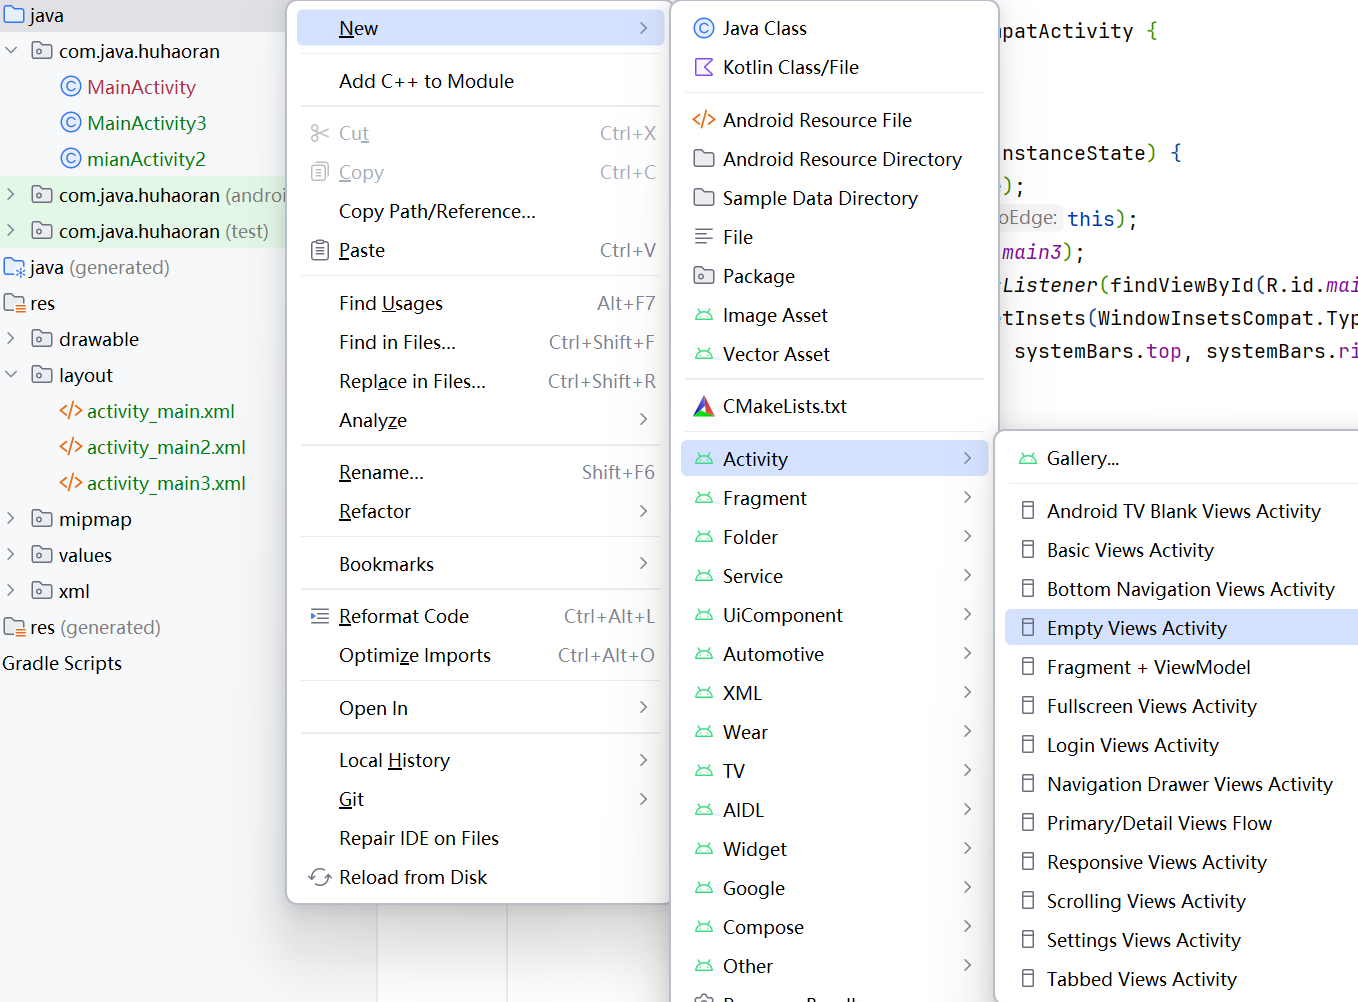 java
com.java.huhaoran
MainActivity
MainActivity3
mianActivity2
com.java.huhaoran (androi
com.java.huhaoran (test)
java (generated)
res
drawable
layout
activity_main.xml
activity_main2.xml
activity_main3.xml
mipmap
values
xml
res (generated)
Gradle Scripts
New
Add C++ to Module
Cut Ctrl+X
Copy Ctrl+C
Copy Path/Reference...
Paste Ctrl+V
Find Usages Alt+F7
Find in Files... Ctrl+Shift+F
Replace in Files... Ctrl+Shift+R
Analyze
Rename... Shift+F6
Refactor
Bookmarks
Reformat Code Ctrl+Alt+L
Optimize Imports Ctrl+Alt+O
Open In
Local History
Git
Repair IDE on Files
Reload from Disk
Java Class
Kotlin Class/File
Android Resource File
Android Resource Directory
Sample Data Directory
File
Package
Image Asset
Vector Asset
CMakeLists.txt
Activity
Fragment
Folder
Service
UiComponent
Automotive
XML
Wear
TV
AIDL
Widget
Google
Compose
Other
patActivity {
nstanceState) {
);
oEdge: this);
main3);
Listener(findViewById(R.id.mai
tInsets(WindowInsetsCompat.Typ
systemBars.top, systemBars.ri
Gallery...
Android TV Blank Views Activity
Basic Views Activity
Bottom Navigation Views Activity
Empty Views Activity
Fragment + ViewModel
Fullscreen Views Activity
Login Views Activity
Navigation Drawer Views Activity
Primary/Detail Views Flow
Responsive Views Activity
Scrolling Views Activity
Settings Views Activity
Tabbed Views Activity